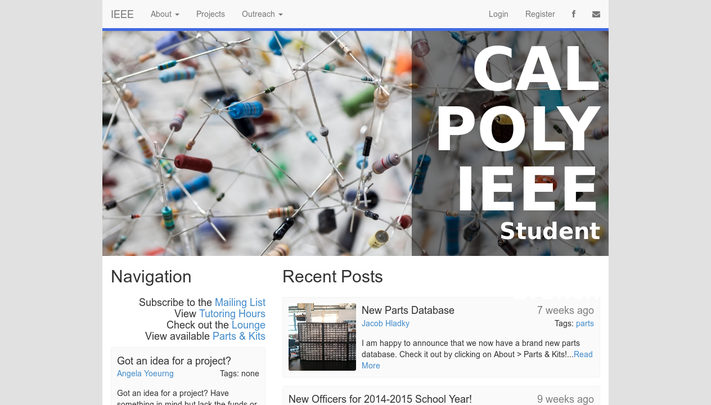 IEEE About Projects Outreach Login Register
CAL
POLY
IEEE
Student
Navigation
Subscribe to the Mailing List
View Tutoring Hours
Check out the Lounge
View available Parts & Kits
Got an idea for a project?
Angela Yoeurng Tags: none
Got an idea for a project? Have
something in mind but lack the funds or
Recent Posts
New Parts Database 7 weeks ago
Jacob Hladky Tags: parts
I am happy to announce that we now have a brand new parts
database. Check it out by clicking on About > Parts & Kits!...Read
More
New Officers for 2014-2015 School Year! 9 weeks ago